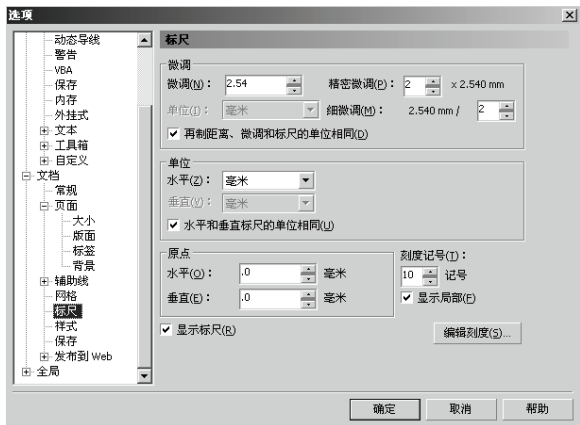 选项
动态导线
警告
VBA
保存
内存
外挂式
文本
工具箱
自定义
文档
常规
页面
大小
版面
标签
背景
辅助线
网格
标尺
样式
保存
发布到 Web
全局
标尺
微调
微调(N)： 2.54 精密微调(P)： 2 × 2.540 mm
单位(I)： 毫米 细微调(M)： 2.540 mm / 2
再制距离、微调和标尺的单位相同(D)
单位
水平(Z)： 毫米
垂直(V)： 毫米
水平和垂直标尺的单位相同(U)
原点
水平(O)： .0 毫米
垂直(E)： .0 毫米
刻度记号(T)：
10 记号
显示局部(F)
显示标尺(R)
编辑刻度(S)...
确定 取消 帮助